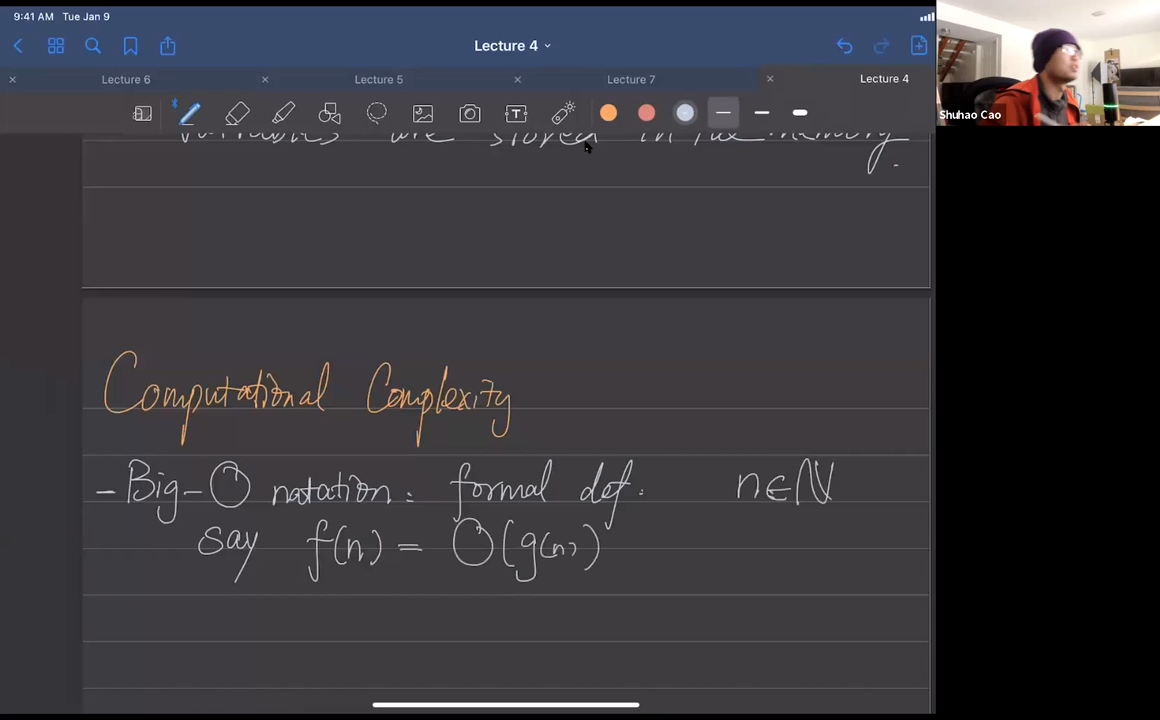 9:41 AM Tue Jan 9
Lecture 4
Lecture 6
Lecture 5
Lecture 7
Lecture 4
Shuhao Cao
variables are stored in the memory.
Computational Complexity
- Big-O notation : formal def. n∈ℕ
say f(n) = O(g(n))